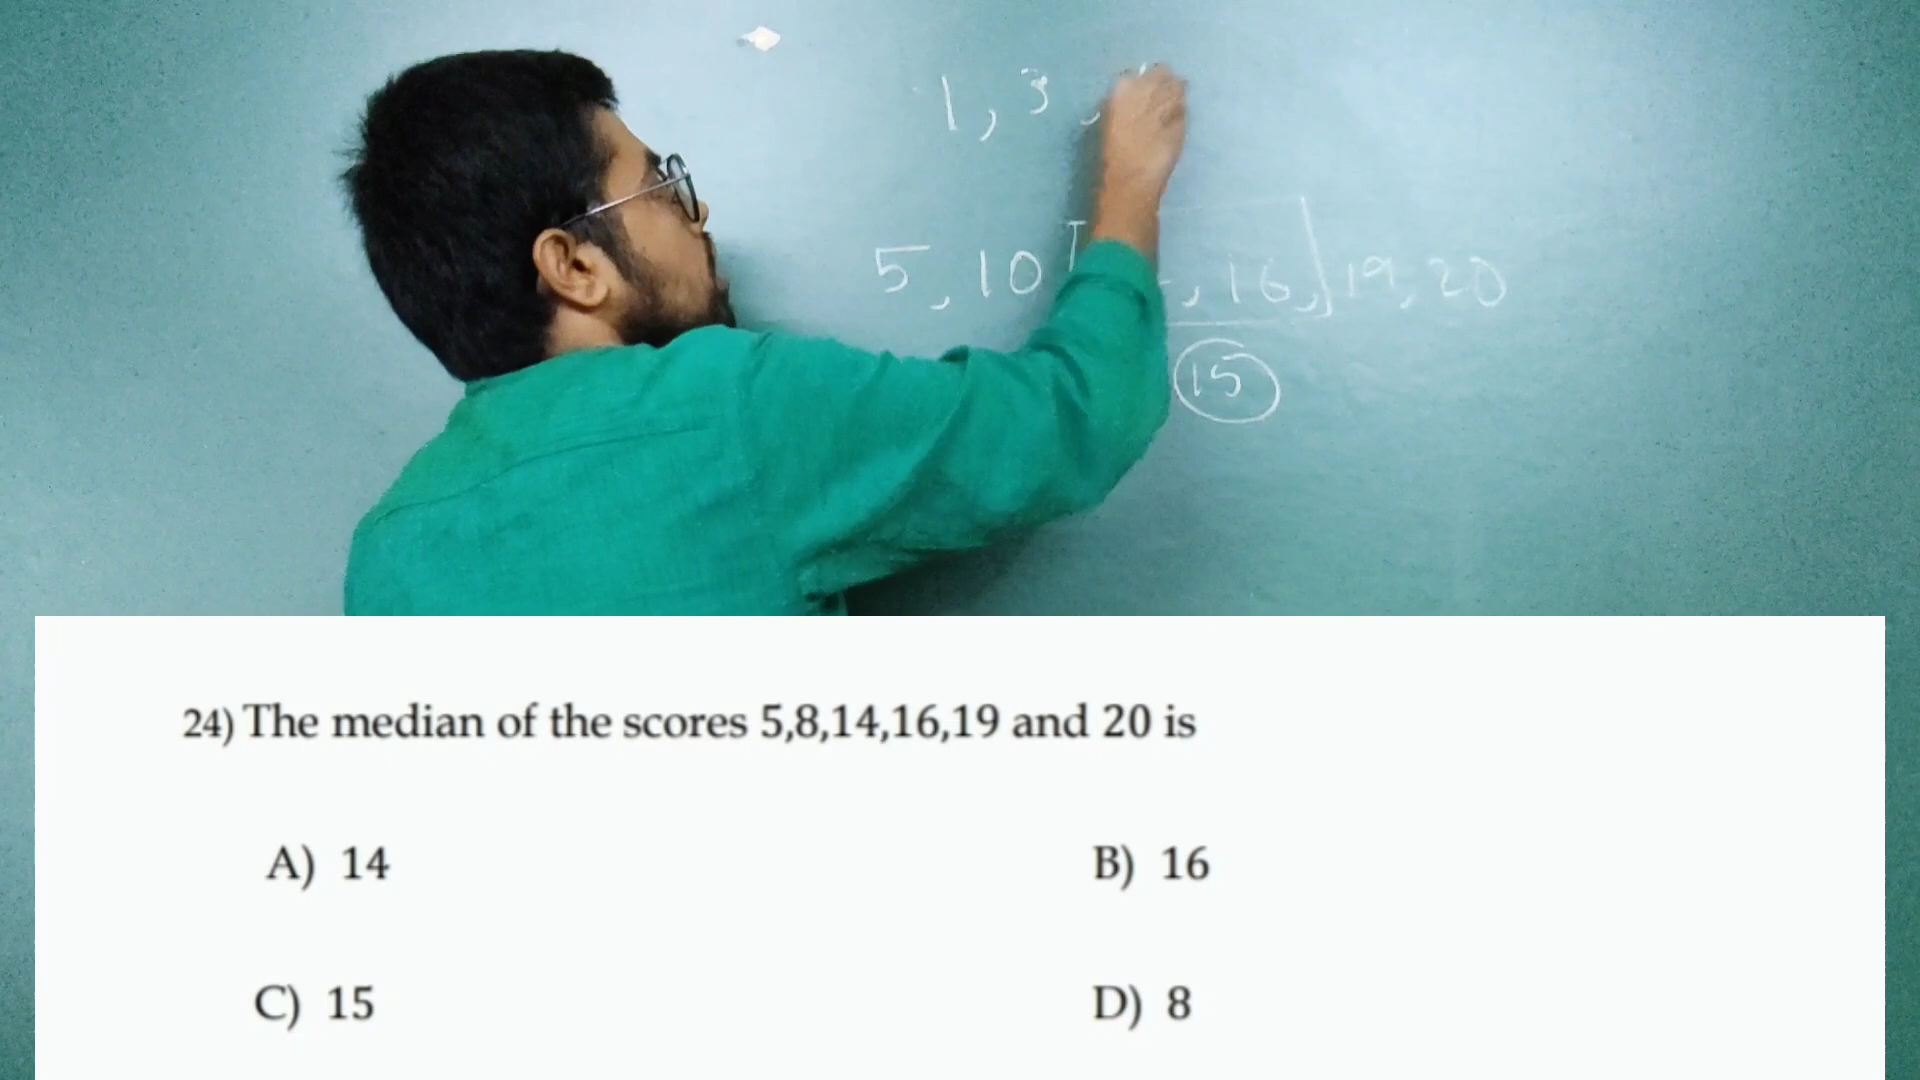 1, 3,
5, 10, 16, 19, 20
15
24) The median of the scores 5,8,14,16,19 and 20 is
A) 14
B) 16
C) 15
D) 8